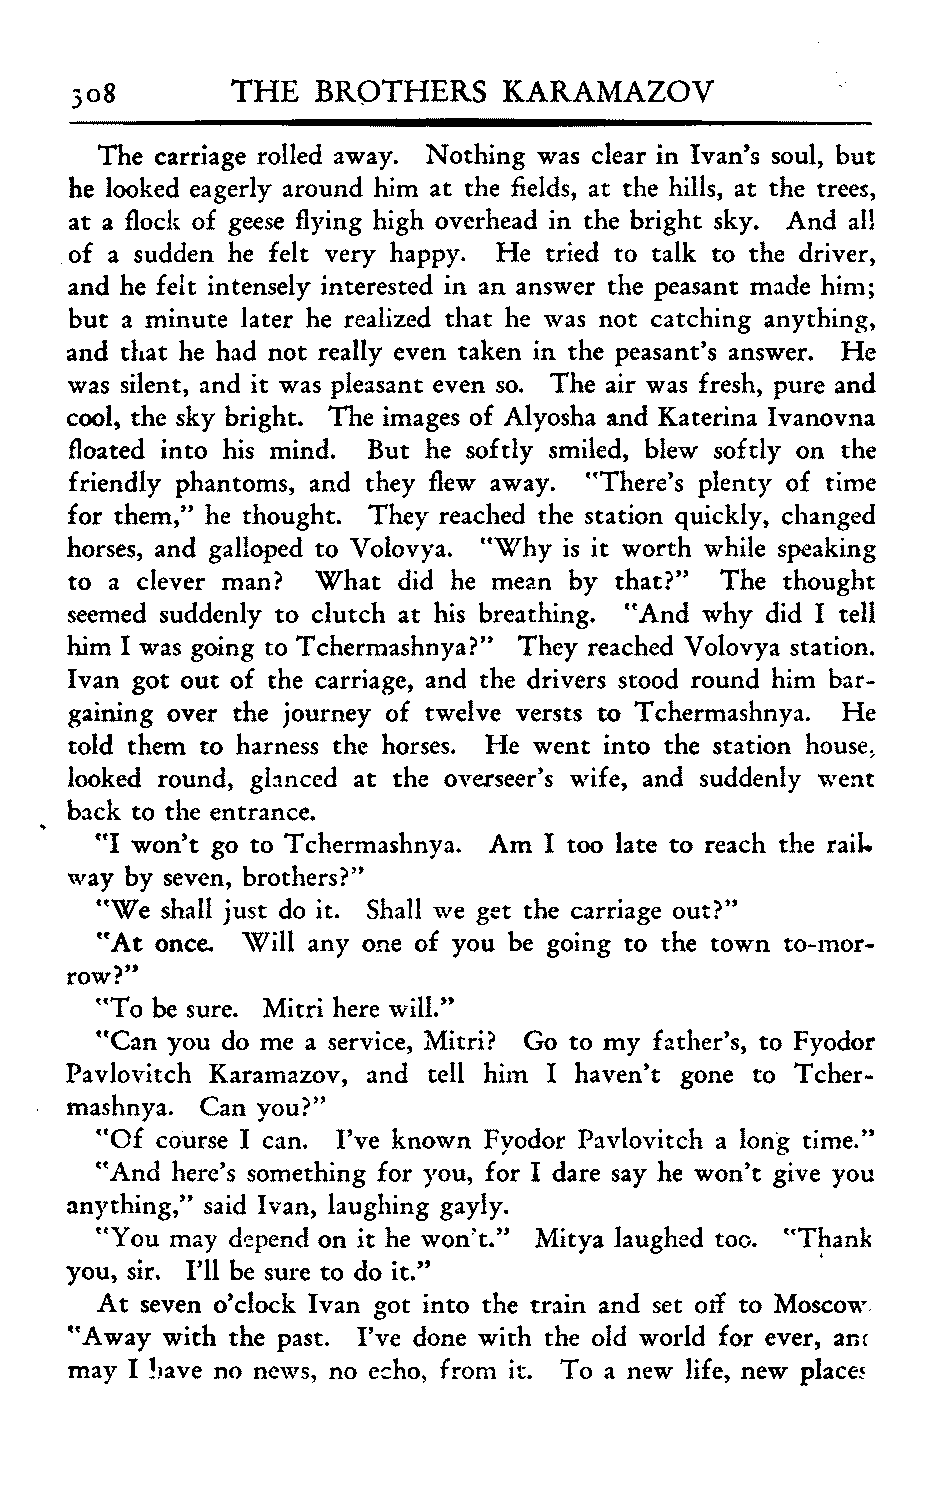 308 THE BROTHERS KARAMAZOV
The carriage rolled away. Nothing was clear in Ivan's soul, but
he looked eagerly around him at the fields, at the hills, at the trees,
at a flock of geese flying high overhead in the bright sky. And all
of a sudden he felt very happy. He tried to talk to the driver,
and he felt intensely interested in an answer the peasant made him;
but a minute later he realized that he was not catching anything,
and that he had not really even taken in the peasant's answer. He
was silent, and it was pleasant even so. The air was fresh, pure and
cool, the sky bright. The images of Alyosha and Katerina Ivanovna
floated into his mind. But he softly smiled, blew softly on the
friendly phantoms, and they flew away. "There's plenty of time
for them," he thought. They reached the station quickly, changed
horses, and galloped to Volovya. "Why is it worth while speaking
to a clever man? What did he mean by that?" The thought
seemed suddenly to clutch at his breathing. "And why did I tell
him I was going to Tchermashnya?" They reached Volovya station.
Ivan got out of the carriage, and the drivers stood round him bar-
gaining over the journey of twelve versts to Tchermashnya. He
told them to harness the horses. He went into the station house,
looked round, glanced at the overseer's wife, and suddenly went
back to the entrance.
"I won't go to Tchermashnya. Am I too late to reach the rail-
way by seven, brothers?"
"We shall just do it. Shall we get the carriage out?"
"At once. Will any one of you be going to the town to-mor-
row?"
"To be sure. Mitri here will."
"Can you do me a service, Mitri? Go to my father's, to Fyodor
Pavlovitch Karamazov, and tell him I haven't gone to Tcher-
mashnya. Can you?"
"Of course I can. I've known Fyodor Pavlovitch a long time."
"And here's something for you, for I dare say he won't give you
anything," said Ivan, laughing gayly.
"You may depend on it he won't." Mitya laughed too. "Thank
you, sir. I'll be sure to do it."
At seven o'clock Ivan got into the train and set off to Moscow.
"Away with the past. I've done with the old world for ever, and
may I have no news, no echo, from it. To a new life, new places